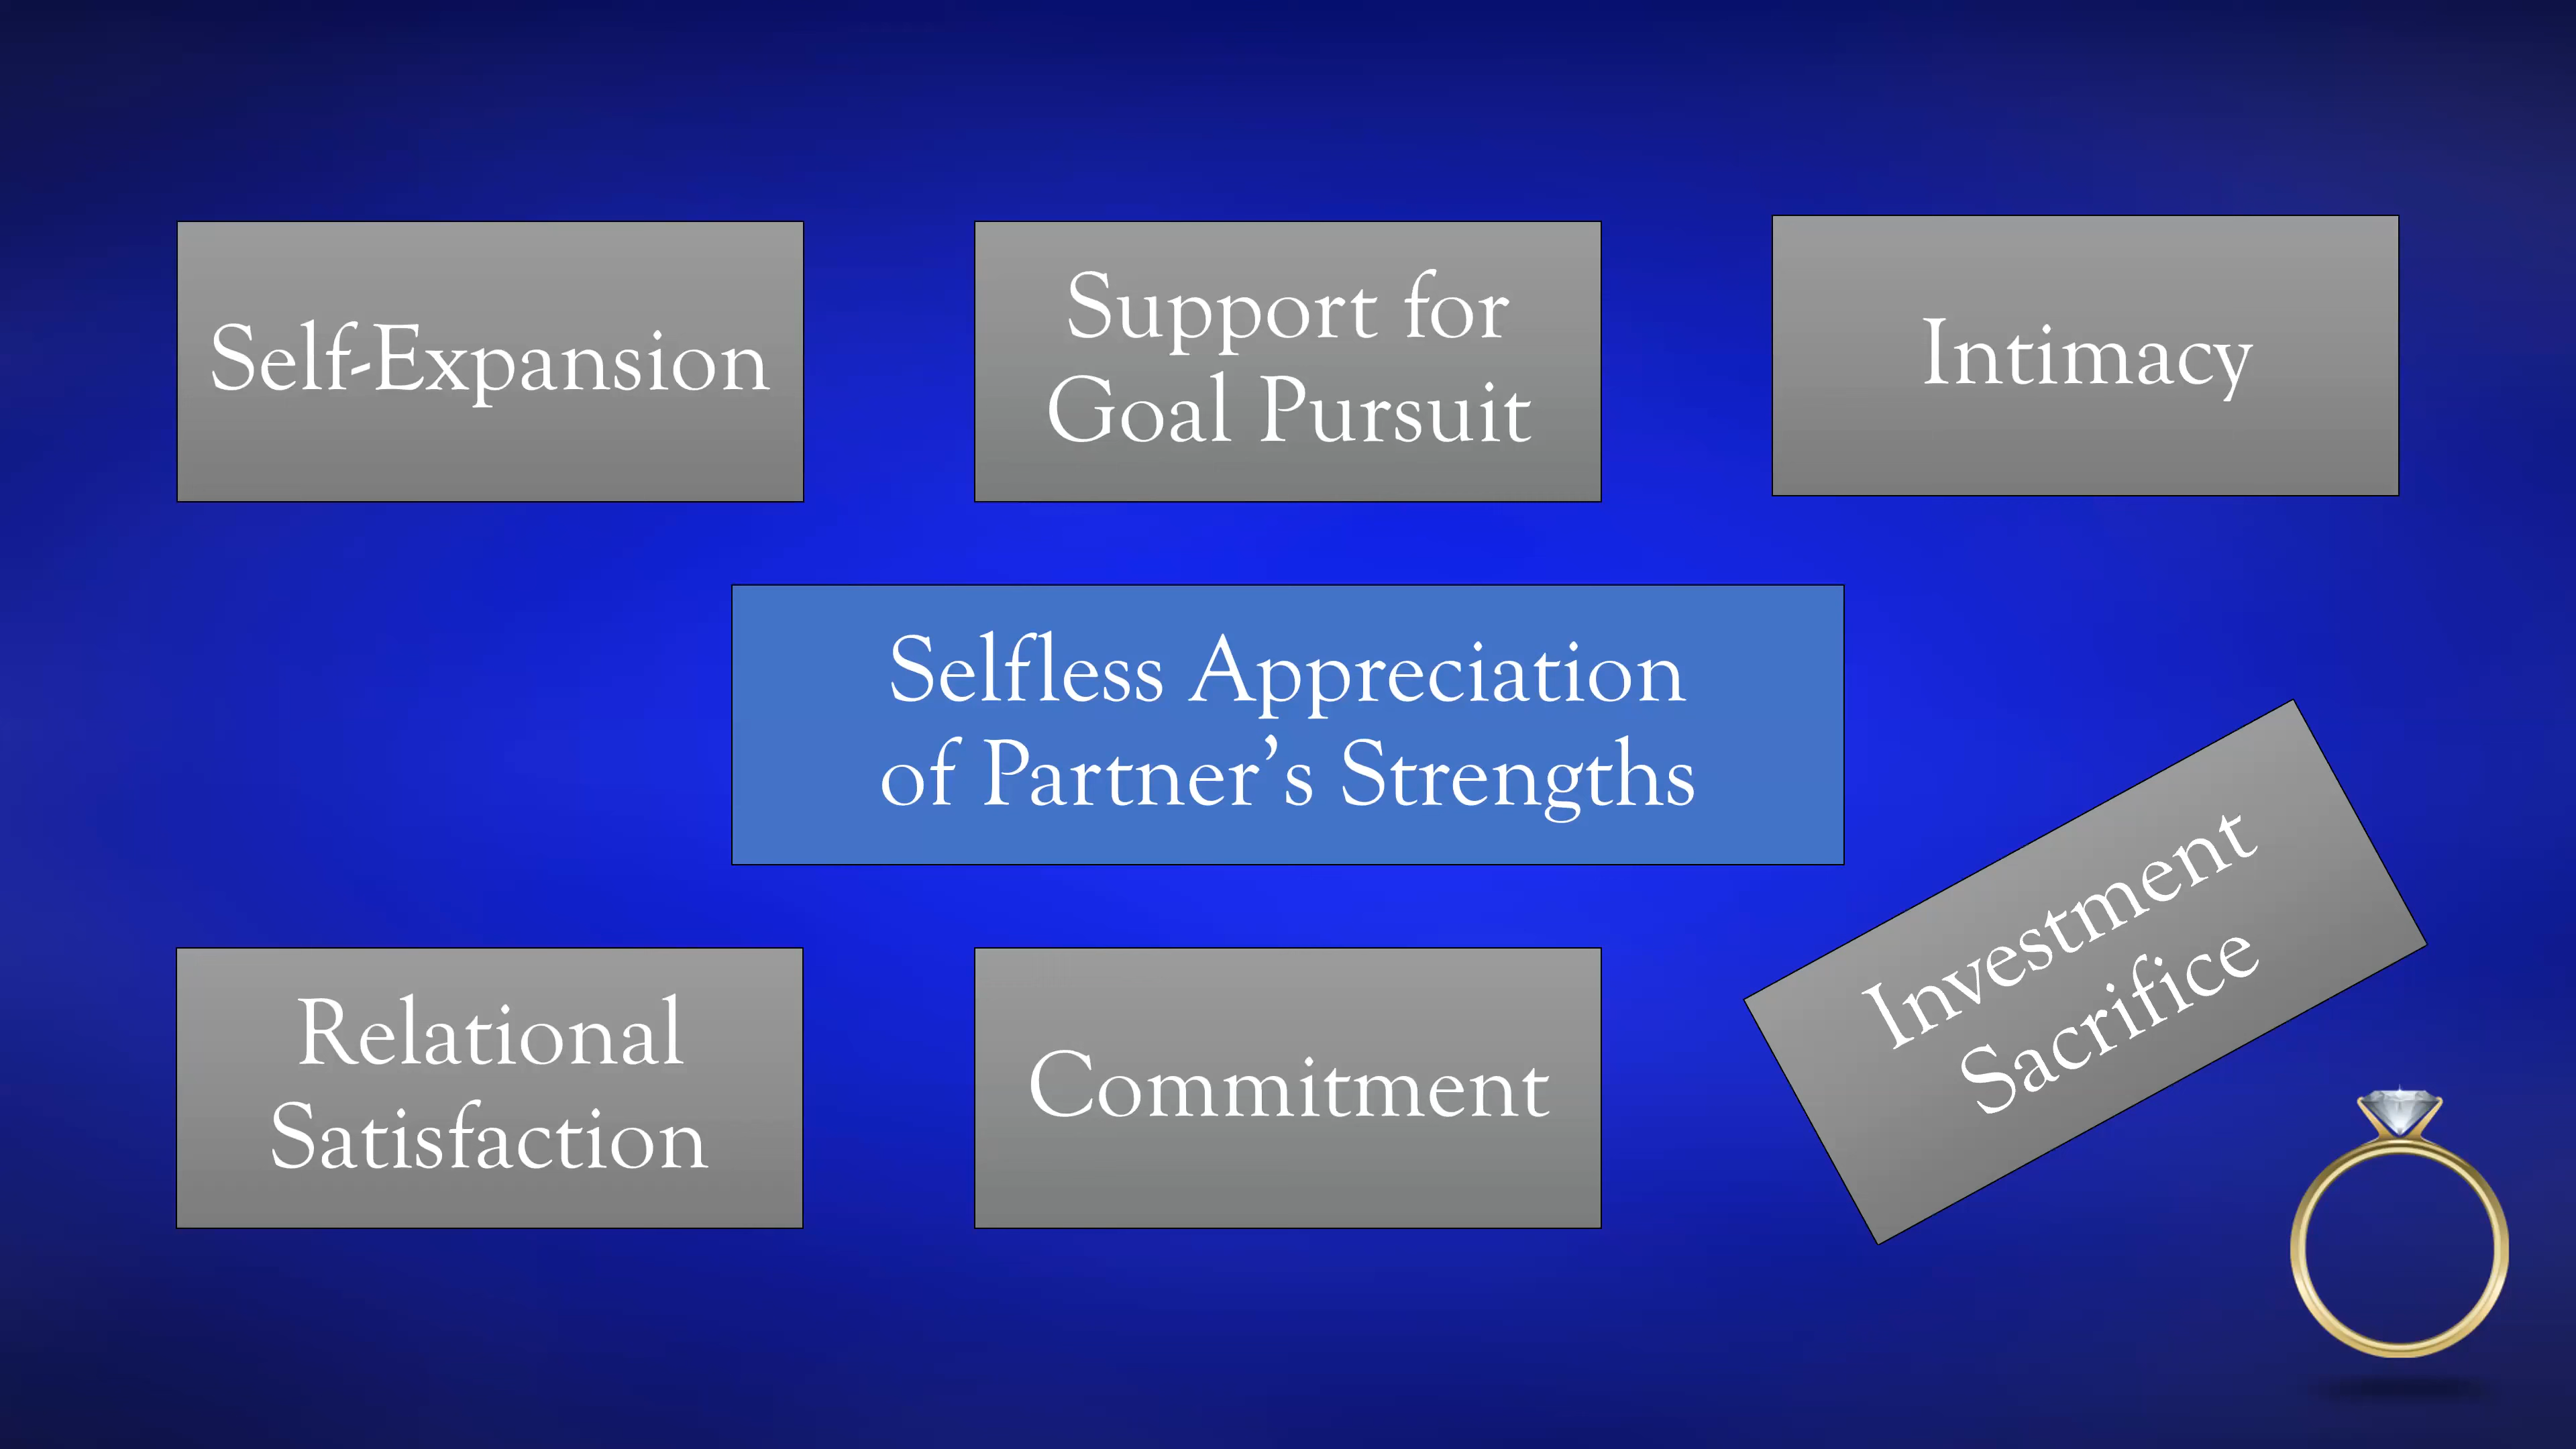 Self-Expansion
Support for
Goal Pursuit
Intimacy
Selfless Appreciation
of Partner’s Strengths
Relational
Satisfaction
Commitment
Investment
Sacrifice